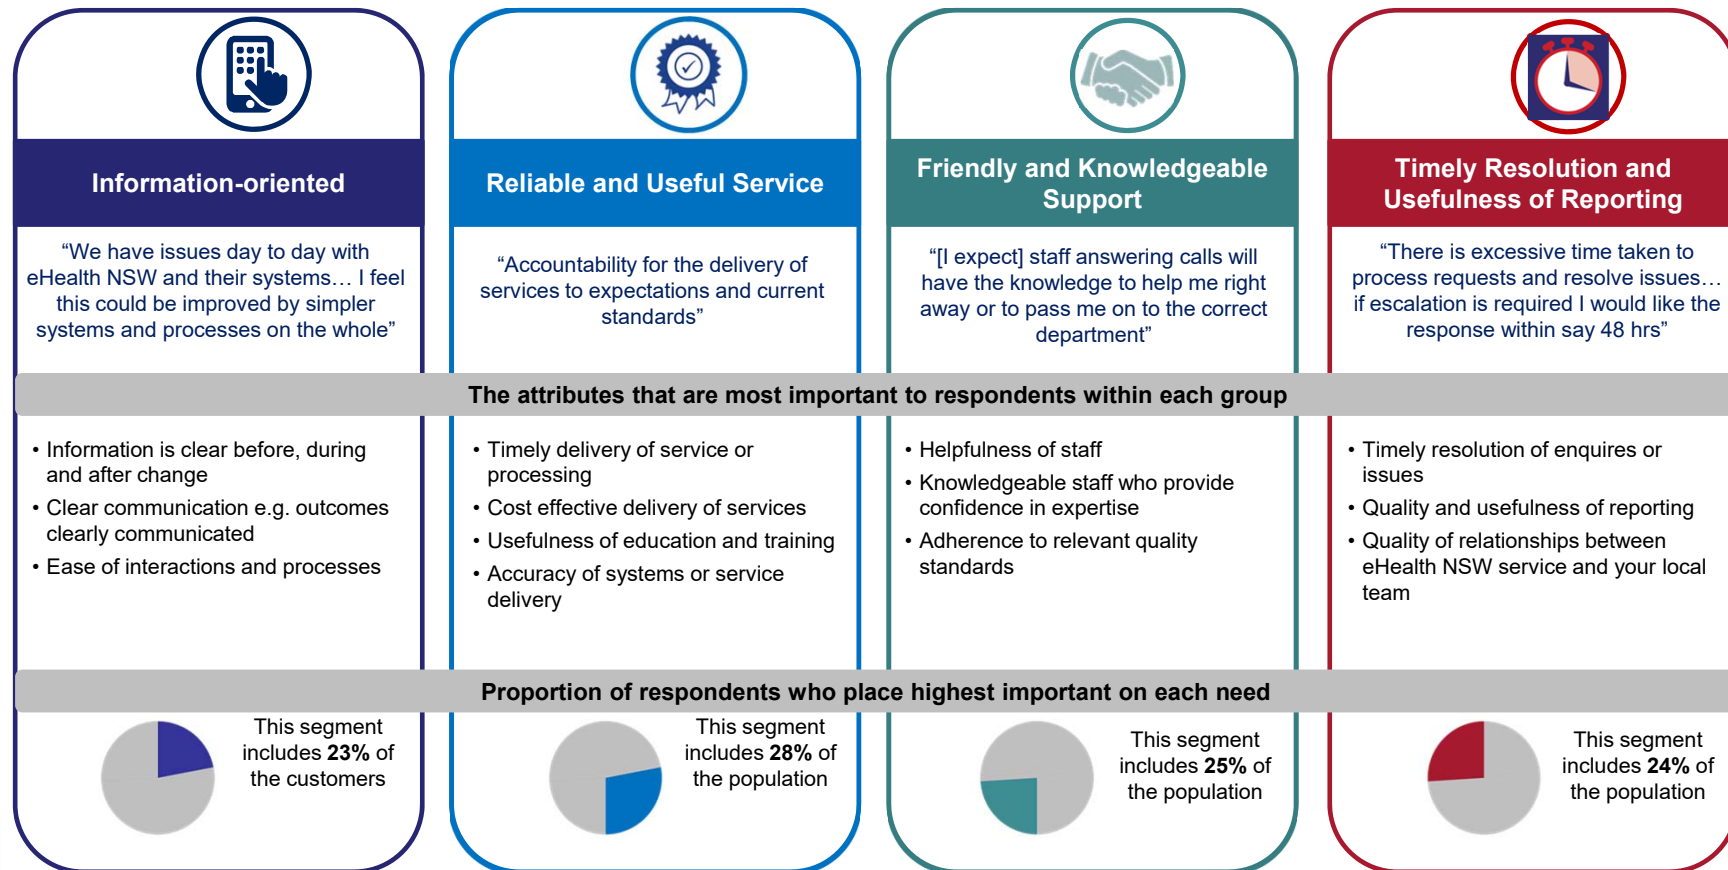 Information-oriented
“We have issues day to day with
eHealth NSW and their systems… I feel
this could be improved by simpler
systems and processes on the whole”
Reliable and Useful Service
“Accountability for the delivery of
services to expectations and current
standards”
Friendly and Knowledgeable
Support
“[I expect] staff answering calls will
have the knowledge to help me right
away or to pass me on to the correct
department”
Timely Resolution and
Usefulness of Reporting
“There is excessive time taken to
process requests and resolve issues…
if escalation is required I would like the
response within say 48 hrs”
The attributes that are most important to respondents within each group
• Information is clear before, during
and after change
• Clear communication e.g. outcomes
clearly communicated
• Ease of interactions and processes
• Timely delivery of service or
processing
• Cost effective delivery of services
• Usefulness of education and training
• Accuracy of systems or service
delivery
• Helpfulness of staff
• Knowledgeable staff who provide
confidence in expertise
• Adherence to relevant quality
standards
• Timely resolution of enquires or
issues
• Quality and usefulness of reporting
• Quality of relationships between
eHealth NSW service and your local
team
Proportion of respondents who place highest important on each need
This segment
includes 23% of
the customers
This segment
includes 28% of
the population
This segment
includes 25% of
the population
This segment
includes 24% of
the population